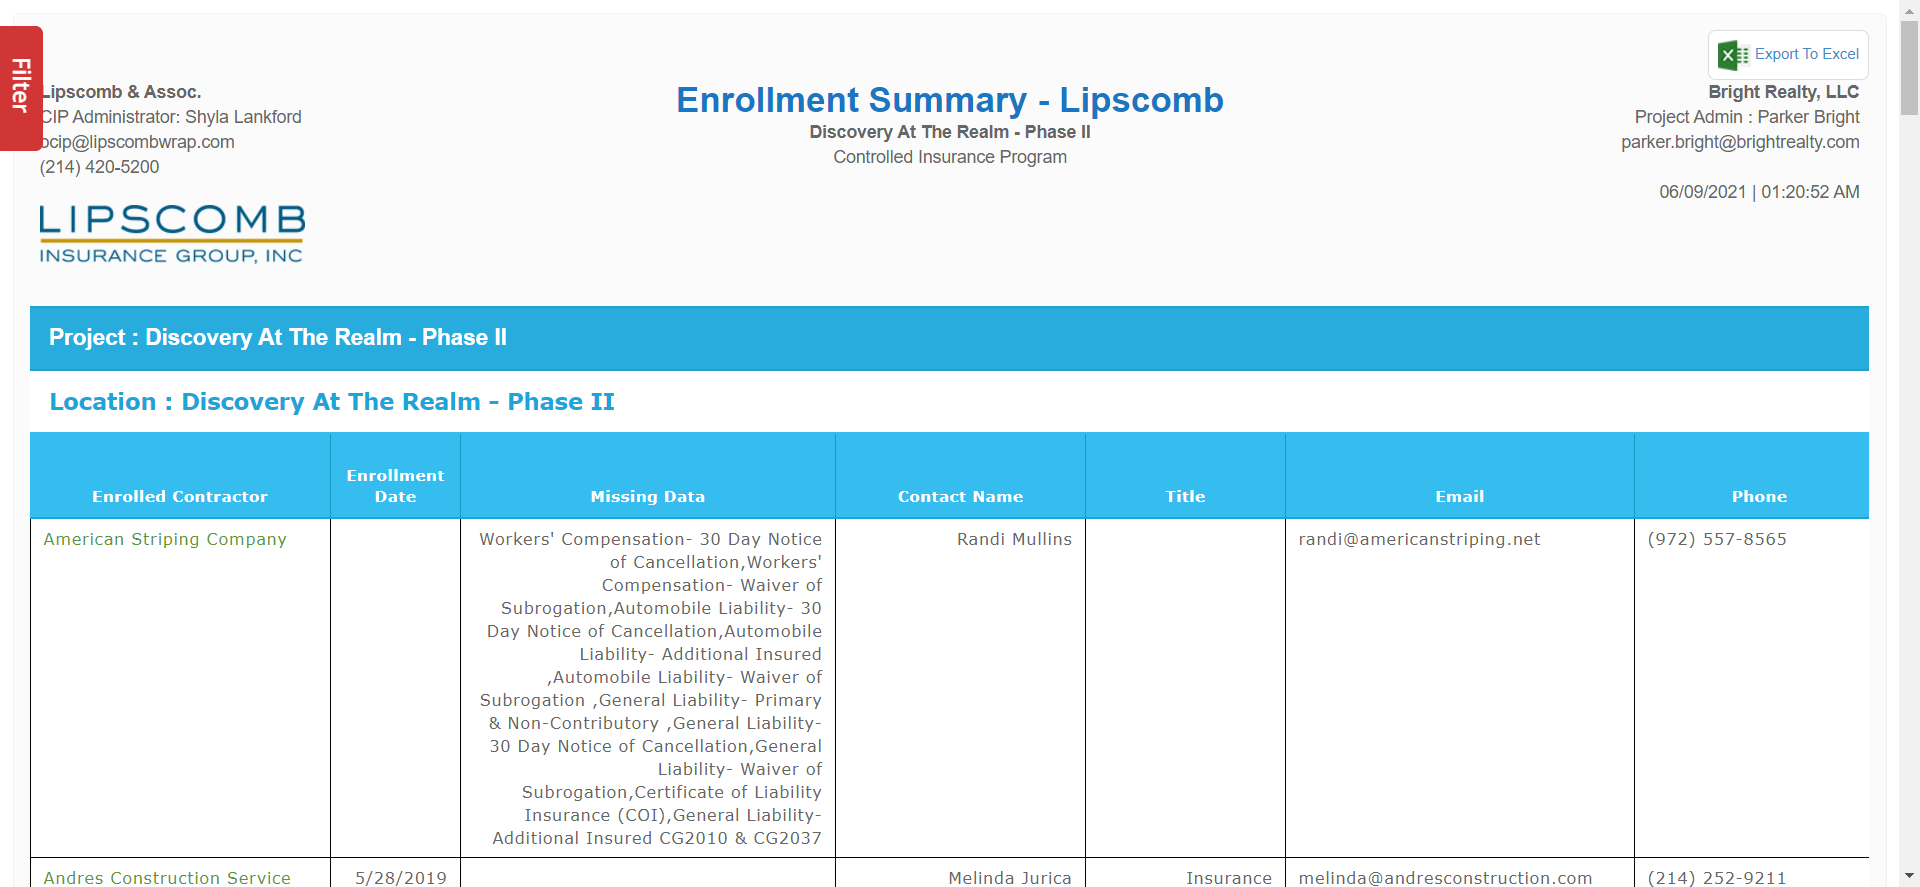 Filter
Export To Excel
Lipscomb & Assoc.
CIP Administrator: Shyla Lankford
ocip@lipscombwrap.com
(214) 420-5200
LIPSCOMB
INSURANCE GROUP, INC
Enrollment Summary - Lipscomb
Discovery At The Realm - Phase II
Controlled Insurance Program
Bright Realty, LLC
Project Admin : Parker Bright
parker.bright@brightrealty.com
06/09/2021 | 01:20:52 AM
Project : Discovery At The Realm - Phase II
Location : Discovery At The Realm - Phase II
Enrolled Contractor
Enrollment
Date
Missing Data
Contact Name
Title
Email
Phone
American Striping Company
Workers' Compensation- 30 Day Notice
of Cancellation,Workers'
Compensation- Waiver of
Subrogation,Automobile Liability- 30
Day Notice of Cancellation,Automobile
Liability- Additional Insured
,Automobile Liability- Waiver of
Subrogation ,General Liability- Primary
& Non-Contributory ,General Liability-
30 Day Notice of Cancellation,General
Liability- Waiver of
Subrogation,Certificate of Liability
Insurance (COI),General Liability-
Additional Insured CG2010 & CG2037
Randi Mullins
randi@americanstriping.net
(972) 557-8565
Andres Construction Service
5/28/2019
Melinda Jurica
Insurance
melinda@andresconstruction.com
(214) 252-9211